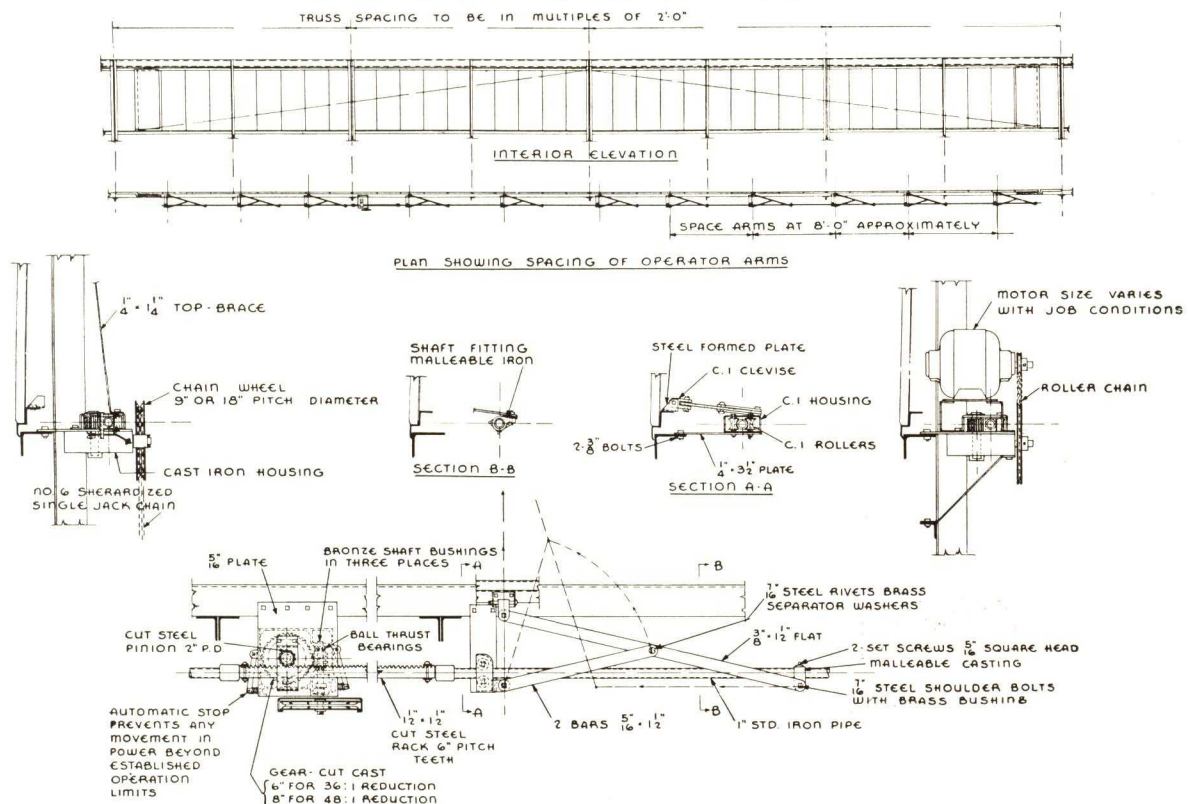 TRUSS SPACING TO BE IN MULTIPLES OF 2'-0"
INTERIOR ELEVATION
SPACE ARMS AT 8'-0" APPROXIMATELY
PLAN SHOWING SPACING OF OPERATOR ARMS
1/4" × 1 1/4" TOP-BRACE
CHAIN WHEEL
9" OR 18" PITCH DIAMETER
CAST IRON HOUSING
NO. 6 SHERARDIZED
SINGLE JACK CHAIN
SHAFT FITTING
MALLEABLE IRON
SECTION B-B
STEEL FORMED PLATE
C.I CLEVISE
C.I HOUSING
C.I ROLLERS
2-3/8" BOLTS
1/4" × 3 1/2" PLATE
SECTION A-A
MOTOR SIZE VARIES
WITH JOB CONDITIONS
ROLLER CHAIN
5/16" PLATE
BRONZE SHAFT BUSHINGS
IN THREE PLACES
A
B
CUT STEEL
PINION 2" P.D
BALL THRUST
BEARINGS
7/16" STEEL RIVETS BRASS
SEPARATOR WASHERS
3/8" × 1 1/2" FLAT
2-SET SCREWS 5/16" SQUARE HEAD
MALLEABLE CASTING
7/16" STEEL SHOULDER BOLTS
WITH BRASS BUSHING
A
B
2 BARS 5/16" × 1 1/2"
1" STD. IRON PIPE
1 1/2" × 1 1/2"
CUT STEEL
RACK 6" PITCH
TEETH
AUTOMATIC STOP
PREVENTS ANY
MOVEMENT IN
POWER BEYOND
ESTABLISHED
OPERATION
LIMITS
GEAR-CUT CAST
6" FOR 36:1 REDUCTION
8" FOR 48:1 REDUCTION